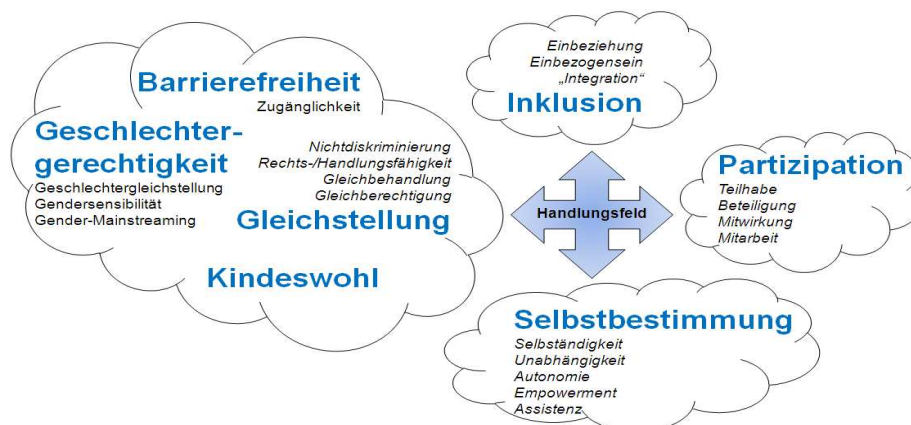 Barrierefreiheit
Zugänglichkeit
Geschlechter-
gerechtigkeit
Geschlechtergleichstellung
Gendersensibilität
Gender-Mainstreaming
Nichtdiskriminierung
Rechts-/Handlungsfähigkeit
Gleichbehandlung
Gleichberechtigung
Gleichstellung
Kindeswohl
Einbeziehung
Einbezogensein
„Integration“
Inklusion
Handlungsfeld
Partizipation
Teilhabe
Beteiligung
Mitwirkung
Mitarbeit
Selbstbestimmung
Selbständigkeit
Unabhängigkeit
Autonomie
Empowerment
Assistenz